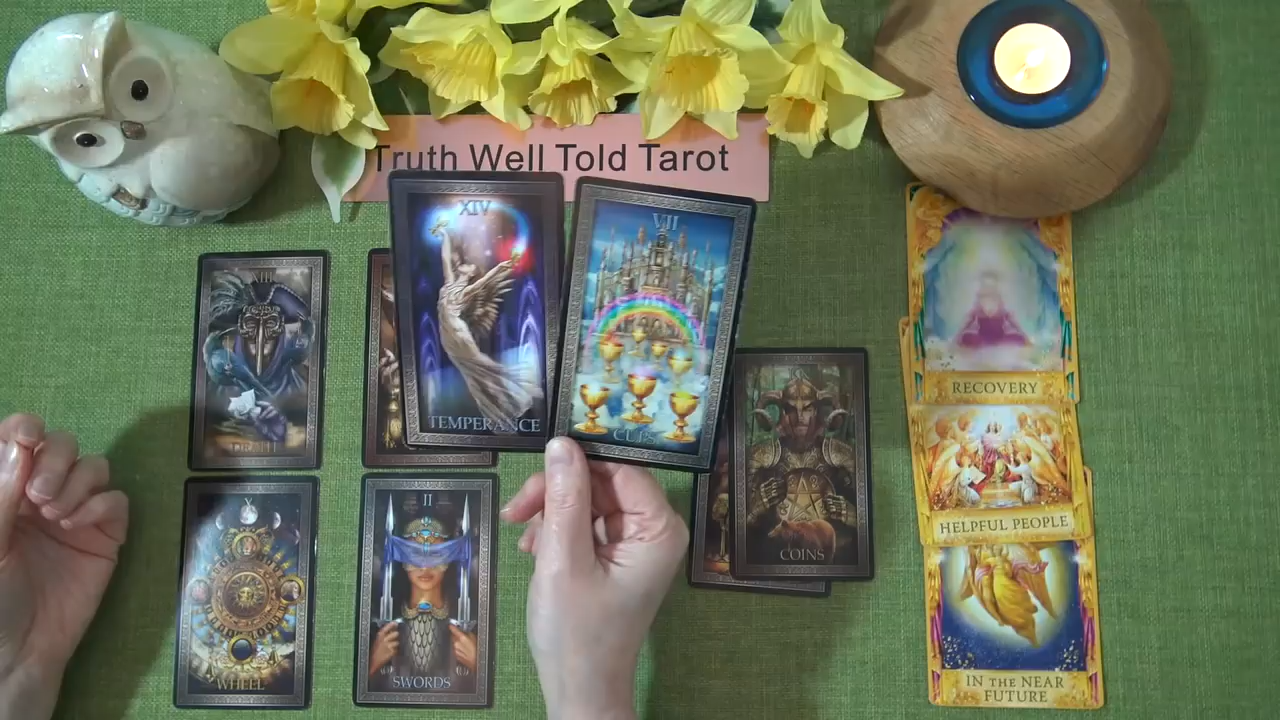 Truth Well Told Tarot
XIV
TEMPERANCE
VII
CUPS
XIII
DEATH
X
WHEEL
II
SWORDS
COINS
RECOVERY
HELPFUL PEOPLE
IN THE NEAR
FUTURE